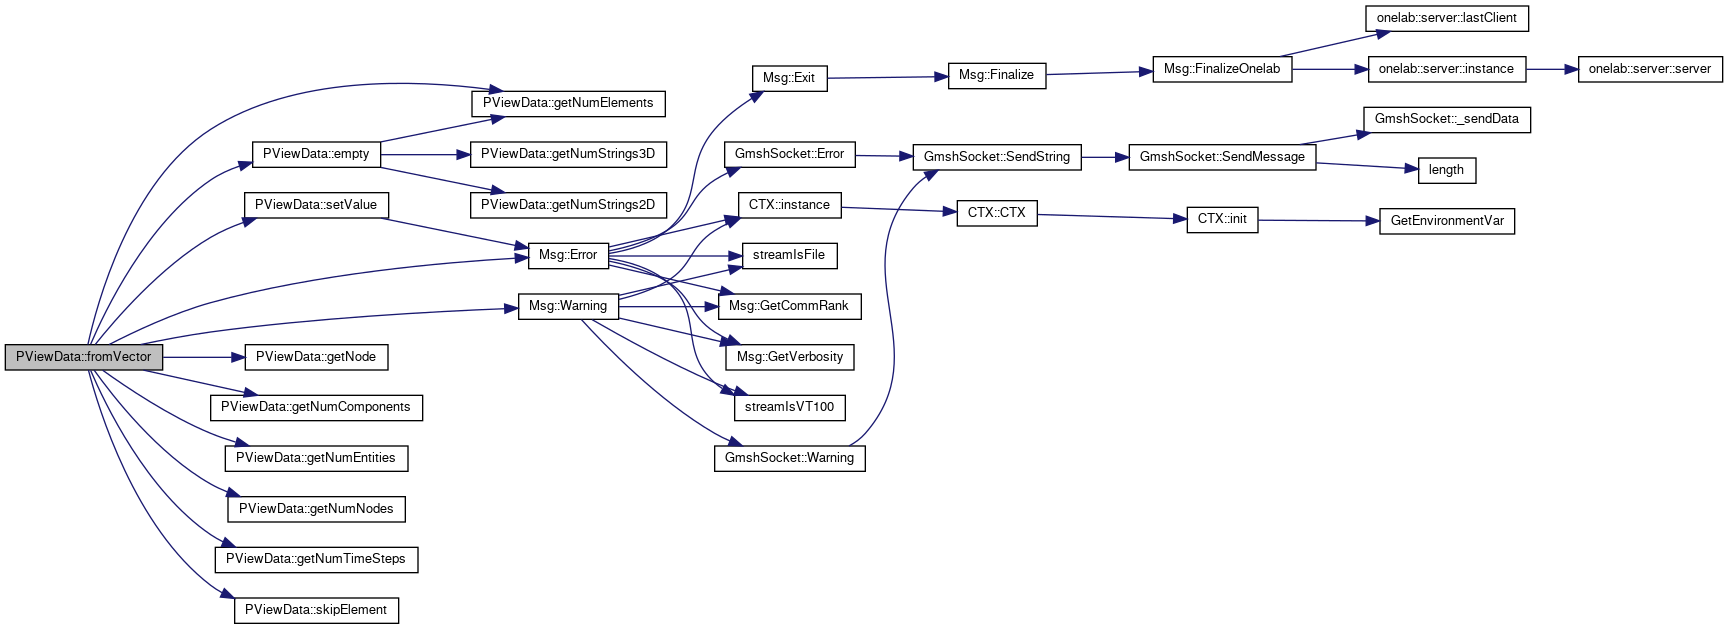 onelab::server::lastClient
Msg::Exit
Msg::Finalize
Msg::FinalizeOnelab
onelab::server::instance
onelab::server::server
PViewData::getNumElements
GmshSocket::_sendData
PViewData::empty
PViewData::getNumStrings3D
GmshSocket::Error
GmshSocket::SendString
GmshSocket::SendMessage
length
PViewData::setValue
PViewData::getNumStrings2D
CTX::instance
CTX::CTX
CTX::init
GetEnvironmentVar
Msg::Error
streamIsFile
Msg::Warning
Msg::GetCommRank
PViewData::fromVector
PViewData::getNode
Msg::GetVerbosity
PViewData::getNumComponents
streamIsVT100
PViewData::getNumEntities
GmshSocket::Warning
PViewData::getNumNodes
PViewData::getNumTimeSteps
PViewData::skipElement